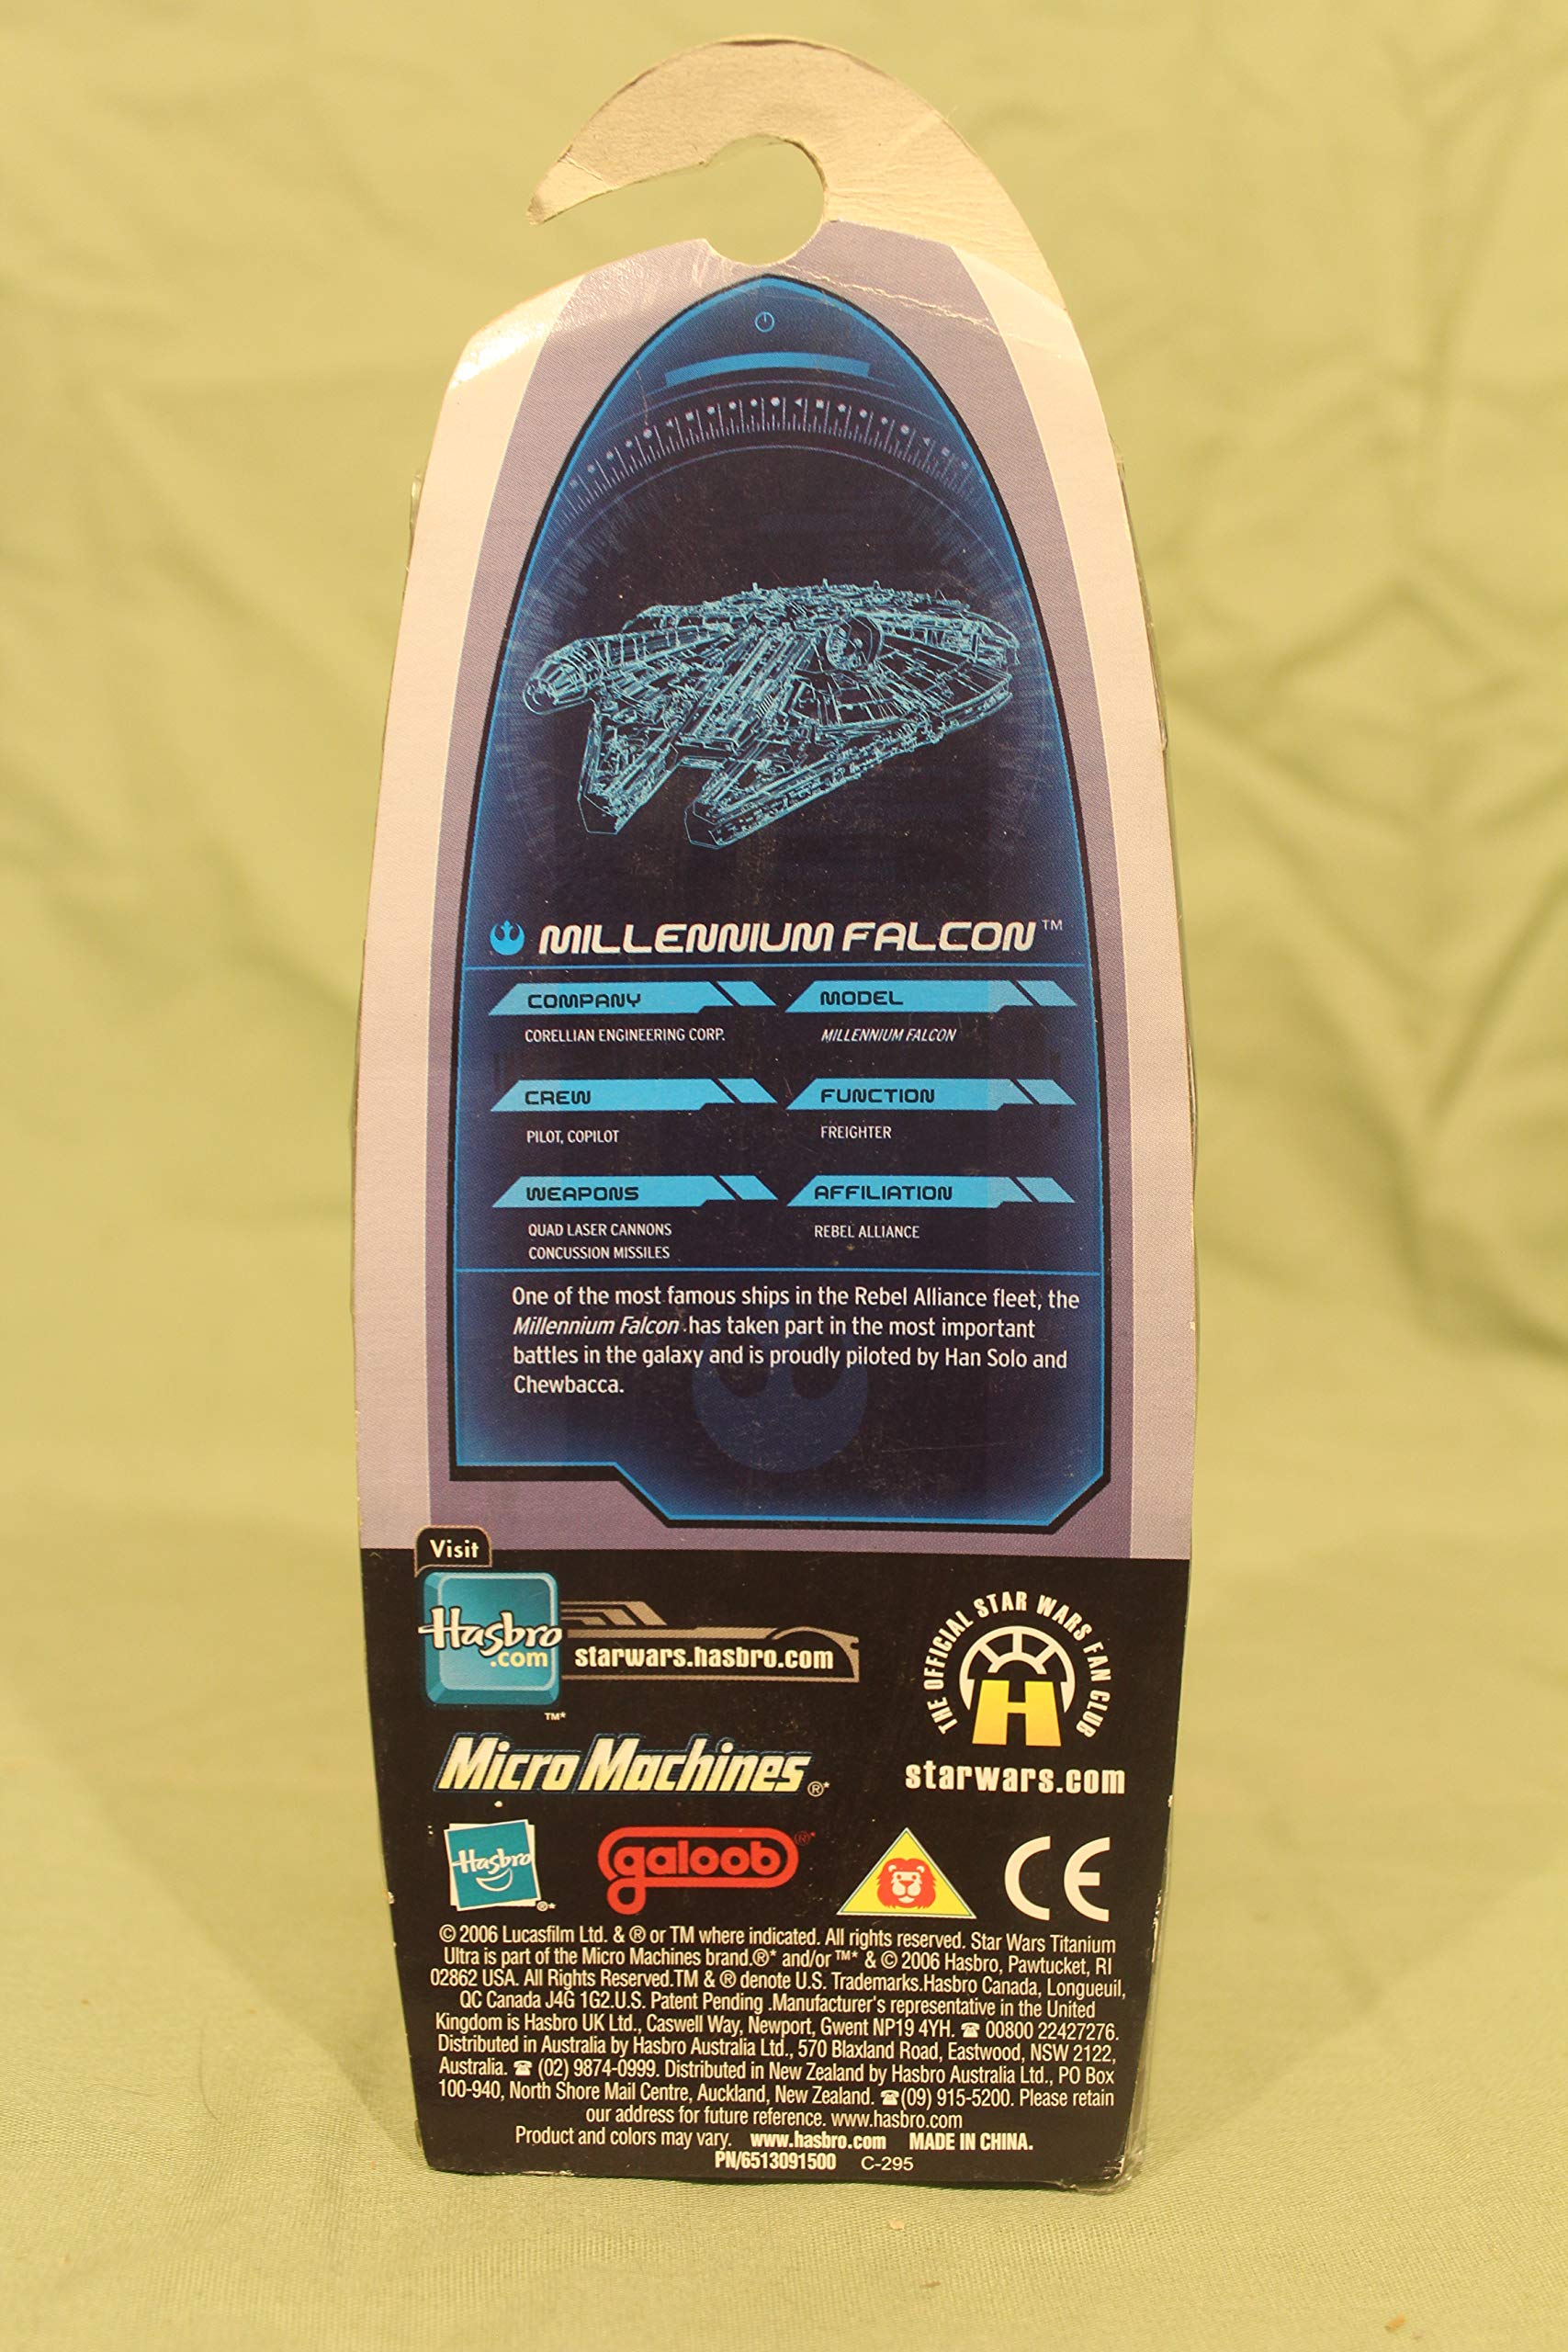 MILLENNIUM FALCON™
COMPANY
CORELLIAN ENGINEERING CORP.
MODEL
MILLENNIUM FALCON
CREW
PILOT, COPILOT
FUNCTION
FREIGHTER
WEAPONS
QUAD LASER CANNONS
CONCUSSION MISSILES
AFFILIATION
REBEL ALLIANCE
One of the most famous ships in the Rebel Alliance fleet, the
Millennium Falcon has taken part in the most important
battles in the galaxy and is proudly piloted by Han Solo and
Chewbacca.
Visit
Hasbro
.com
TM*
starwars.hasbro.com
THE OFFICIAL STAR WARS FAN CLUB
H
starwars.com
Micro Machines®*
Hasbro
®*
galoob®*
CE
© 2006 Lucasfilm Ltd. & ® or TM where indicated. All rights reserved. Star Wars Titanium
Ultra is part of the Micro Machines brand.®* and/or ™* & © 2006 Hasbro, Pawtucket, RI
02862 USA. All Rights Reserved.TM & ® denote U.S. Trademarks.Hasbro Canada, Longueuil,
QC Canada J4G 1G2.U.S. Patent Pending .Manufacturer's representative in the United
Kingdom is Hasbro UK Ltd., Caswell Way, Newport, Gwent NP19 4YH. ☎ 00800 22427276.
Distributed in Australia by Hasbro Australia Ltd., 570 Blaxland Road, Eastwood, NSW 2122,
Australia. ☎ (02) 9874-0999. Distributed in New Zealand by Hasbro Australia Ltd., PO Box
100-940, North Shore Mail Centre, Auckland, New Zealand. ☎(09) 915-5200. Please retain
our address for future reference. www.hasbro.com
Product and colors may vary. www.hasbro.com MADE IN CHINA.
PN/6513091500 C-295